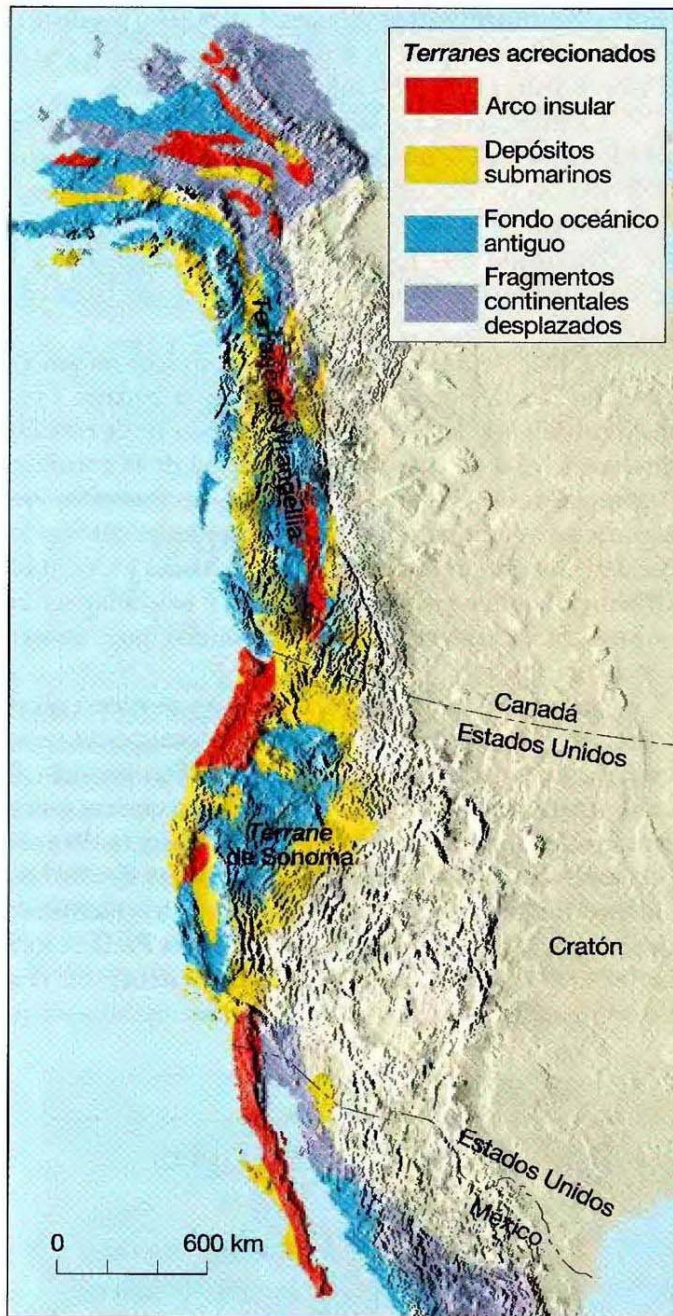 Terranes acrecionados
Arco insular
Depósitos
submarinos
Fondo oceánico
antiguo
Fragmentos
continentales
desplazados
Terrane de Wrangellia
Canadá
Estados Unidos
Terrane
de Sonoma
Cratón
Estados Unidos
México
0 600 km